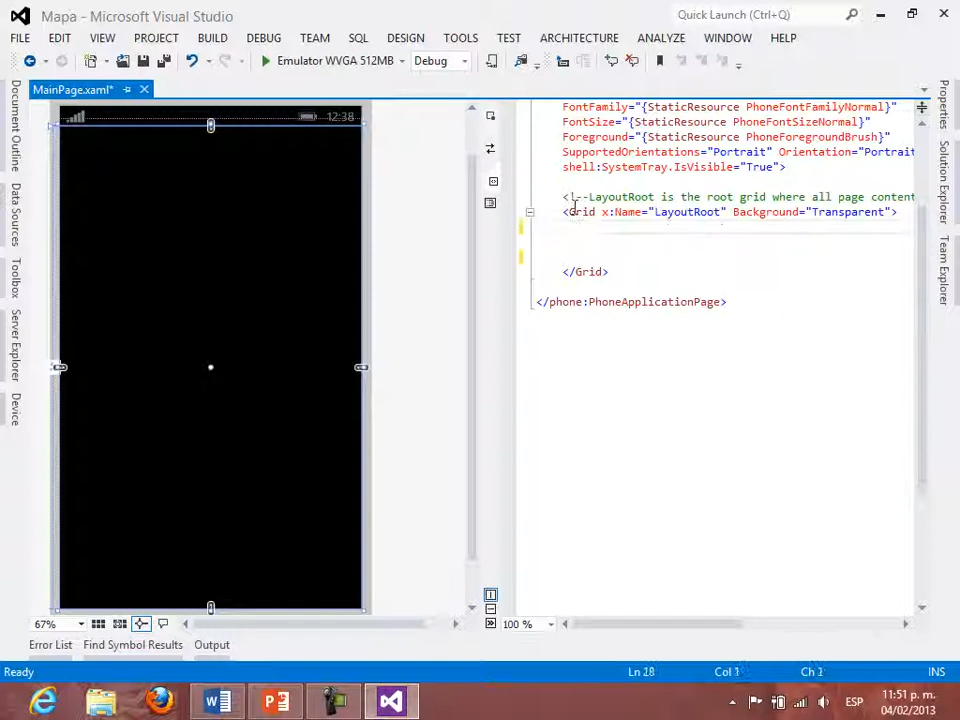 Mapa - Microsoft Visual Studio
Quick Launch (Ctrl+Q)
FILE EDIT VIEW PROJECT BUILD DEBUG TEAM SQL DESIGN TOOLS TEST ARCHITECTURE ANALYZE WINDOW HELP
Emulator WVGA 512MB Debug
MainPage.xaml*
Document Outline
Data Sources
Toolbox
Server Explorer
Device
12:38
FontFamily="{StaticResource PhoneFontFamilyNormal}"
FontSize="{StaticResource PhoneFontSizeNormal}"
Foreground="{StaticResource PhoneForegroundBrush}"
SupportedOrientations="Portrait" Orientation="Portrait
shell:SystemTray.IsVisible="True">
<!--LayoutRoot is the root grid where all page content
<Grid x:Name="LayoutRoot" Background="Transparent">
</Grid>
</phone:PhoneApplicationPage>
Properties
Solution Explorer
Team Explorer
67%
100 %
Error List Find Symbol Results Output
Ready Ln 28 Col 1 Ch 1 INS
ESP
11:51 p. m.
04/02/2013